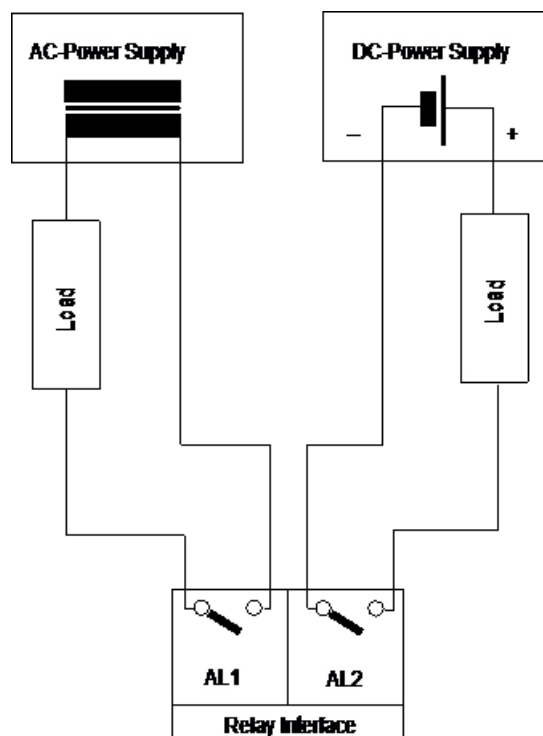 AC-Power Supply
DC-Power Supply
– +
Load
Load
AL1
AL2
Relay Interface